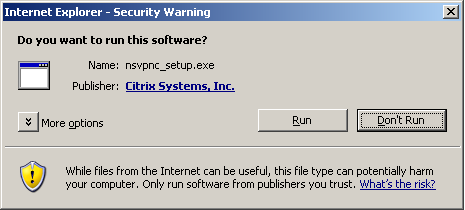 Internet Explorer - Security Warning
Do you want to run this software?
Name: nsvpnc_setup.exe
Publisher: Citrix Systems, Inc.
More options
Run
Don't Run
While files from the Internet can be useful, this file type can potentially harm
your computer. Only run software from publishers you trust. What's the risk?